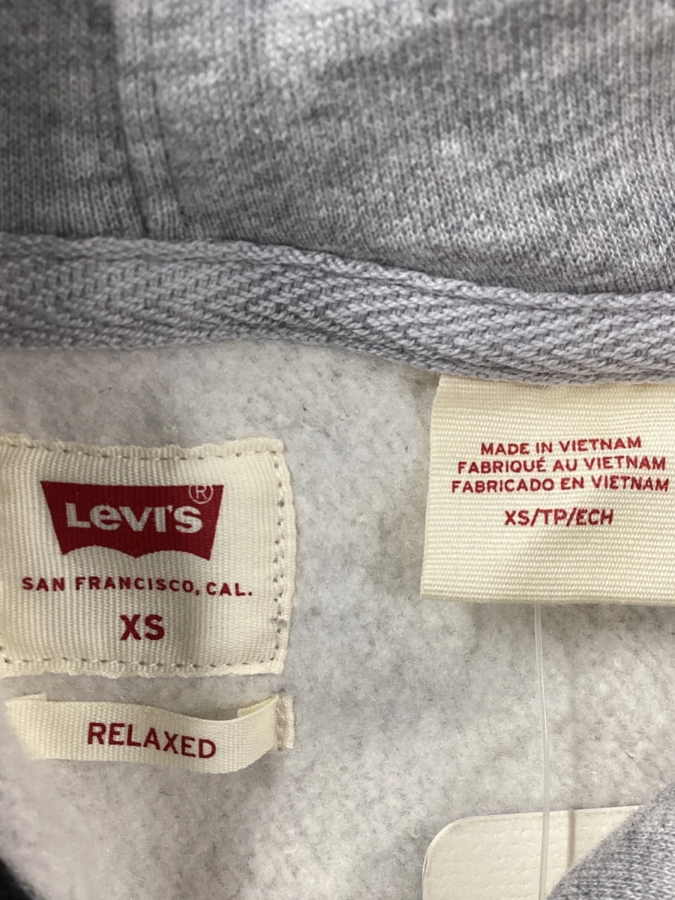 LEVI'S®
SAN FRANCISCO, CAL.
XS
RELAXED
MADE IN VIETNAM
FABRIQUÉ AU VIETNAM
FABRICADO EN VIETNAM
XS/TP/ECH